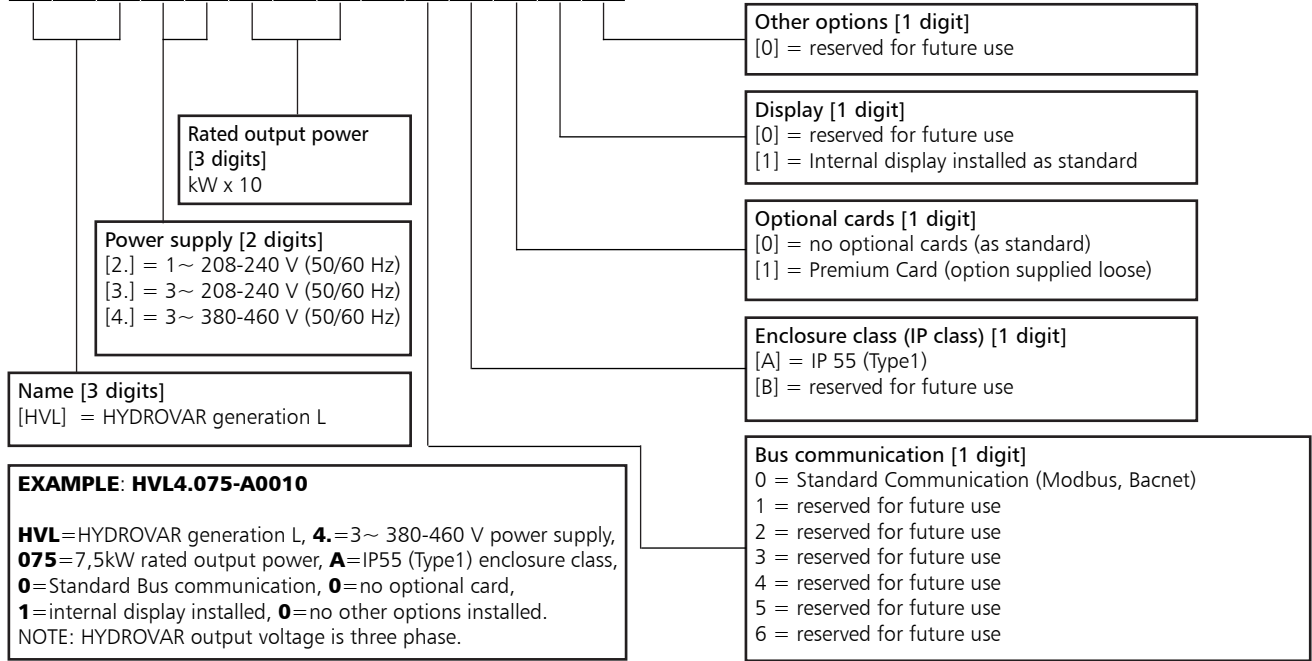 Other options [1 digit]
[0] = reserved for future use
Display [1 digit]
[0] = reserved for future use
[1] = Internal display installed as standard
Rated output power
[3 digits]
kW x 10
Optional cards [1 digit]
[0] = no optional cards (as standard)
[1] = Premium Card (option supplied loose)
Power supply [2 digits]
[2.] = 1~ 208-240 V (50/60 Hz)
[3.] = 3~ 208-240 V (50/60 Hz)
[4.] = 3~ 380-460 V (50/60 Hz)
Enclosure class (IP class) [1 digit]
[A] = IP 55 (Type1)
[B] = reserved for future use
Name [3 digits]
[HVL] = HYDROVAR generation L
Bus communication [1 digit]
0 = Standard Communication (Modbus, Bacnet)
1 = reserved for future use
2 = reserved for future use
3 = reserved for future use
4 = reserved for future use
5 = reserved for future use
6 = reserved for future use
EXAMPLE: HVL4.075-A0010
HVL=HYDROVAR generation L, 4.=3~ 380-460 V power supply,
075=7,5kW rated output power, A=IP55 (Type1) enclosure class,
0=Standard Bus communication, 0=no optional card,
1=internal display installed, 0=no other options installed.
NOTE: HYDROVAR output voltage is three phase.